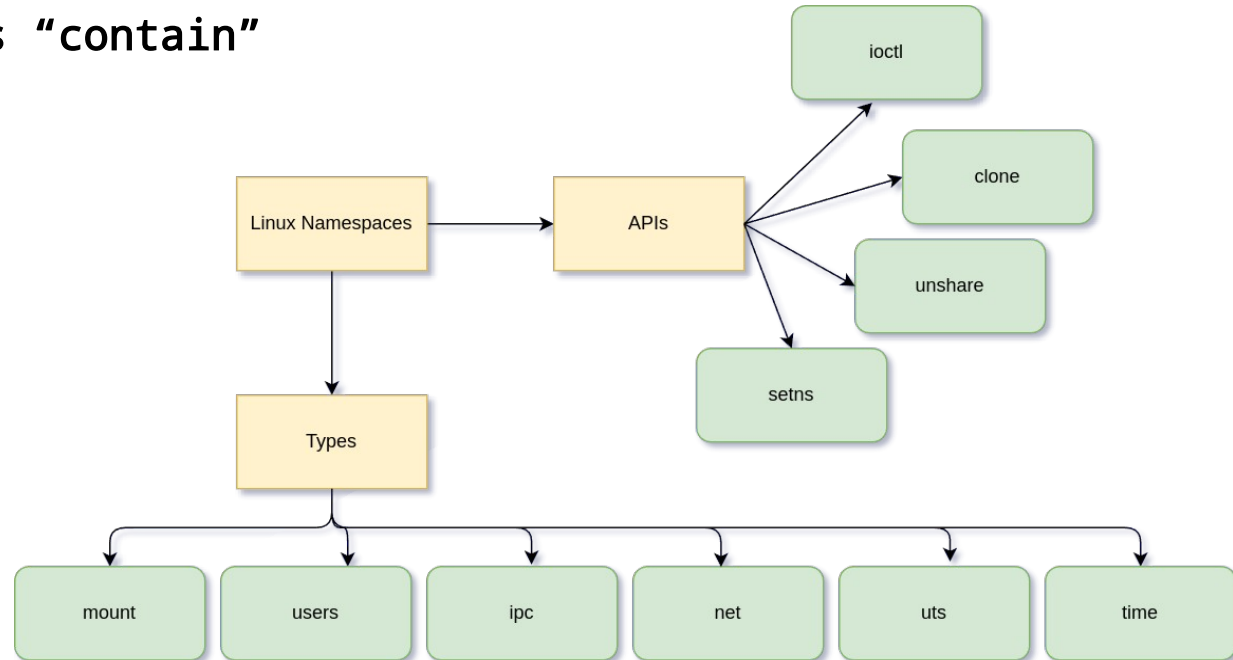 s “contain”
ioctl
clone
Linux Namespaces
APIs
unshare
setns
Types
mount
users
ipc
net
uts
time